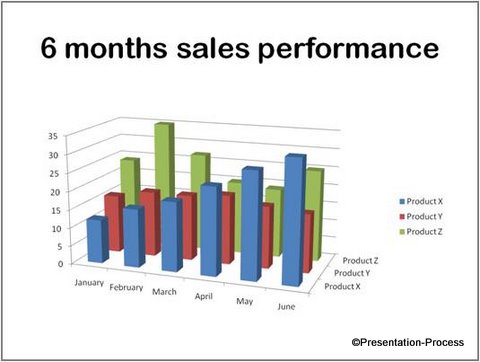 6 months sales performance
35
30
25
20
15
10
5
0
January
February
March
April
May
June
Product Z
Product Y
Product X
Product X
Product Y
Product Z
©Presentation-Process